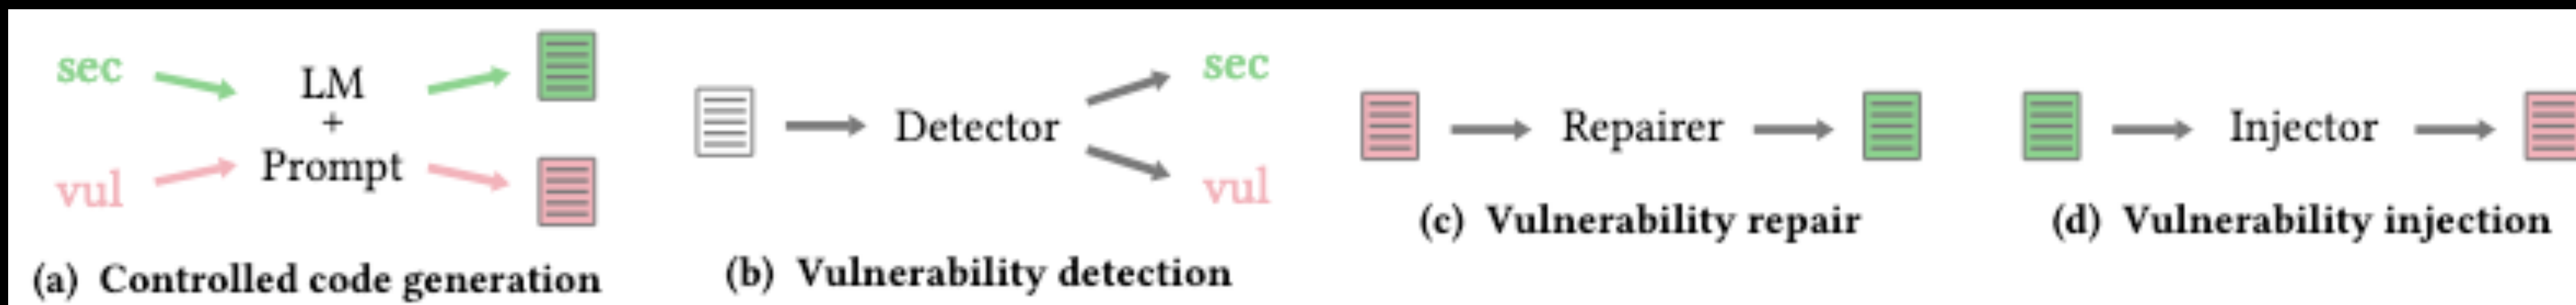 sec
vul
LM
+
Prompt
(a) Controlled code generation
Detector
sec
vul
(b) Vulnerability detection
Repairer
(c) Vulnerability repair
Injector
(d) Vulnerability injection